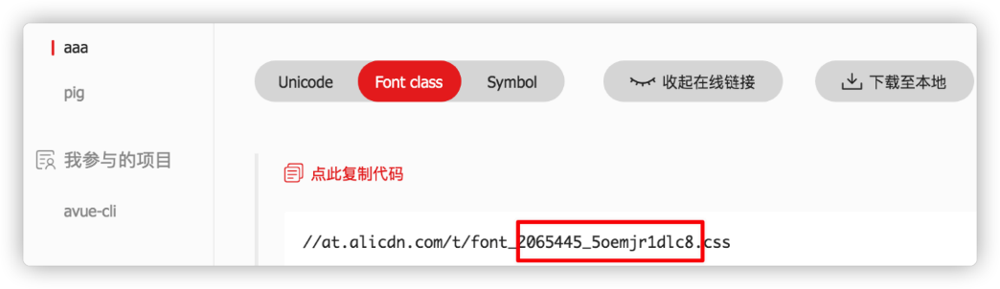 aaa
pig
我参与的项目
avue-cli
Unicode Font class Symbol 收起在线链接 下载至本地
点此复制代码
//at.alicdn.com/t/font_2065445_5oemjr1dlc8.css